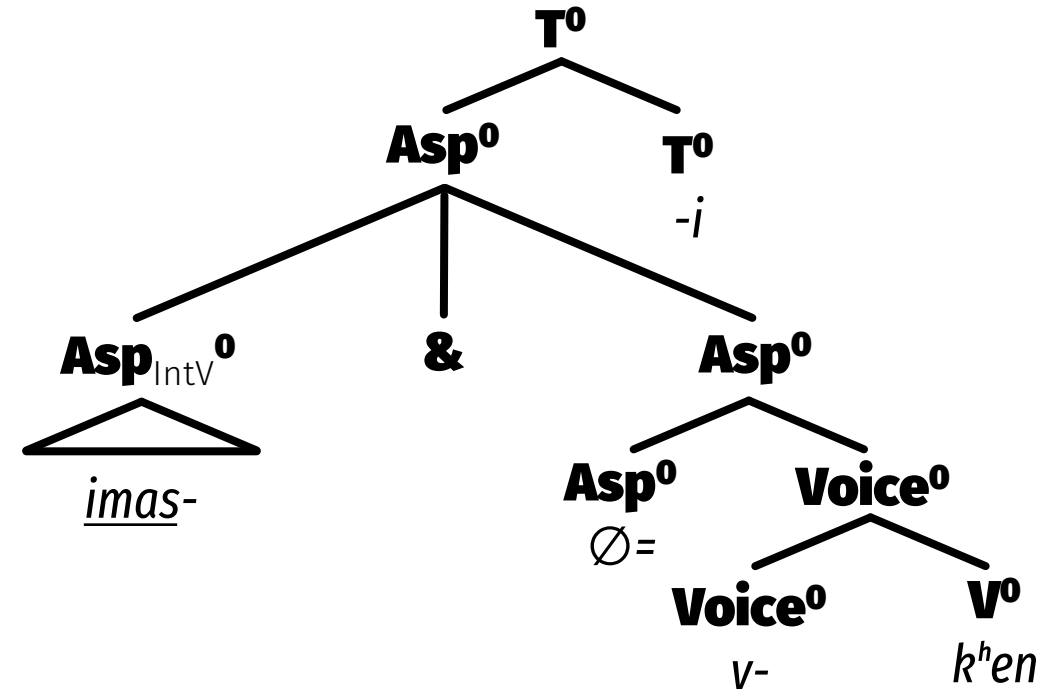 T⁰
Asp⁰ T⁰
-i
Asp_IntV⁰ & Asp⁰
imas- Asp⁰ Voice⁰
∅=
Voice⁰ V⁰
v- kʰen